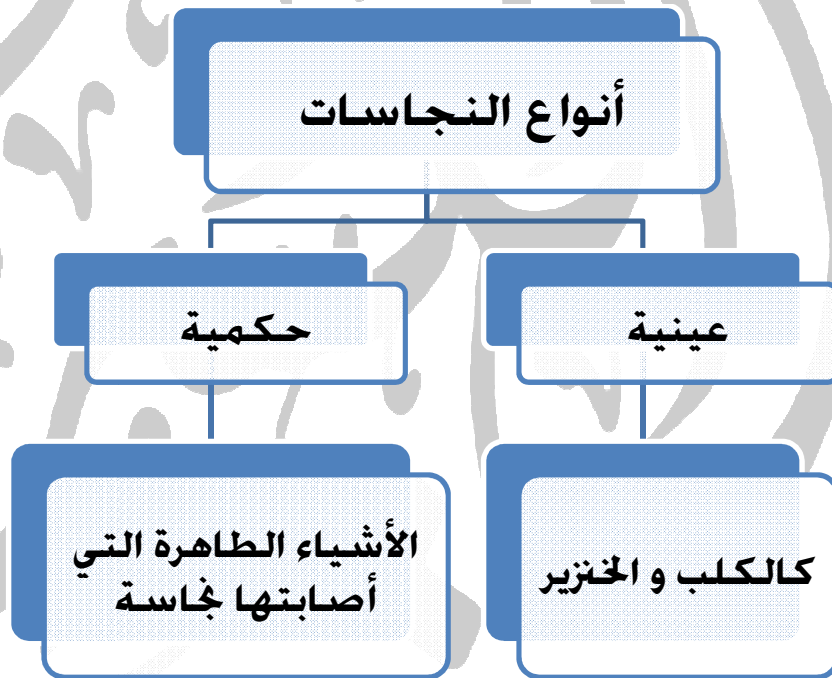 أنواع النجاسات
عينية
حكمية
كالكلب و الخنزير
الأشياء الطاهرة التي
أصابتها نجاسة